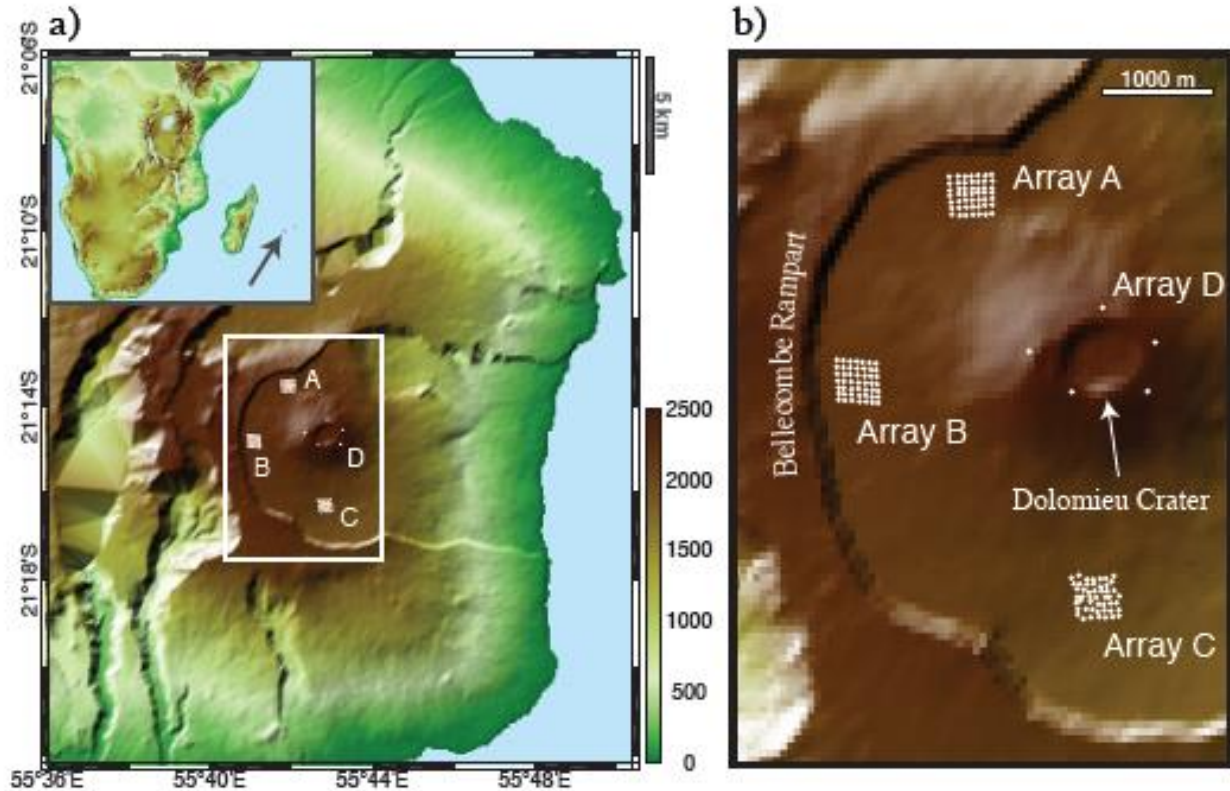 a)
21°06'S
21°10'S
21°14'S
21°18'S
55°36'E
55°40'E
55°44'E
55°48'E
A
B
C
D
5 km
2500
2000
1500
1000
500
0
b)
1000 m
Array A
Array D
Bellecombe Rampart
Array B
Dolomieu Crater
Array C